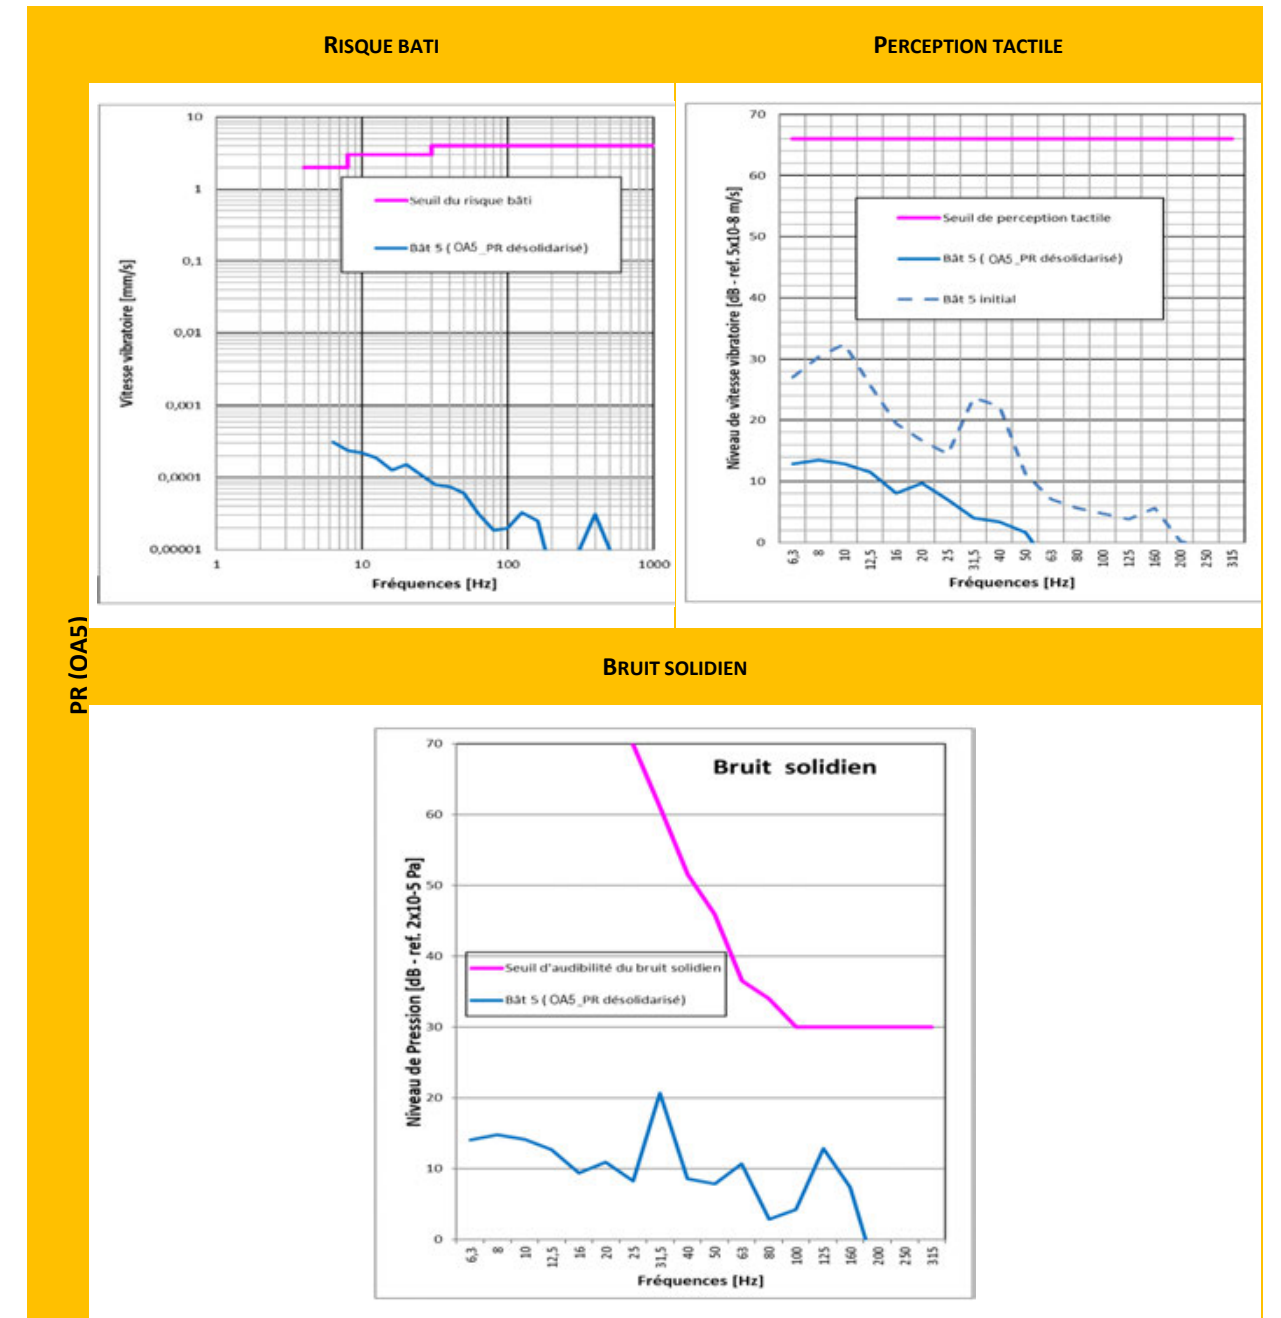 RISQUE BATI
PERCEPTION TACTILE
PR (OA5)
10
1
0,1
0,01
0,001
0,0001
0,00001
Vitesse vibratoire [mm/s]
Seuil du risque bâti
Bât 5 ( OA5_PR désolidarisé)
1 10 100 1000
Fréquences [Hz]
70
60
50
40
30
20
10
0
Niveau de vitesse vibratoire [dB - ref. 5x10-8 m/s]
Seuil de perception tactile
Bât 5 ( OA5_PR désolidarisé)
Bât 5 initial
6,3 8 10 12,5 16 20 25 31,5 40 50 63 80 100 125 160 200 250 315
Fréquences [Hz]
BRUIT SOLIDIEN
Bruit solidien
70
60
50
40
30
20
10
0
Niveau de Pression [dB - ref. 2x10-5 Pa]
Seuil d'audibilité du bruit solidien
Bât 5 ( OA5_PR désolidarisé)
6,3 8 10 12,5 16 20 25 31,5 40 50 63 80 100 125 160 200 250 315
Fréquences [Hz]